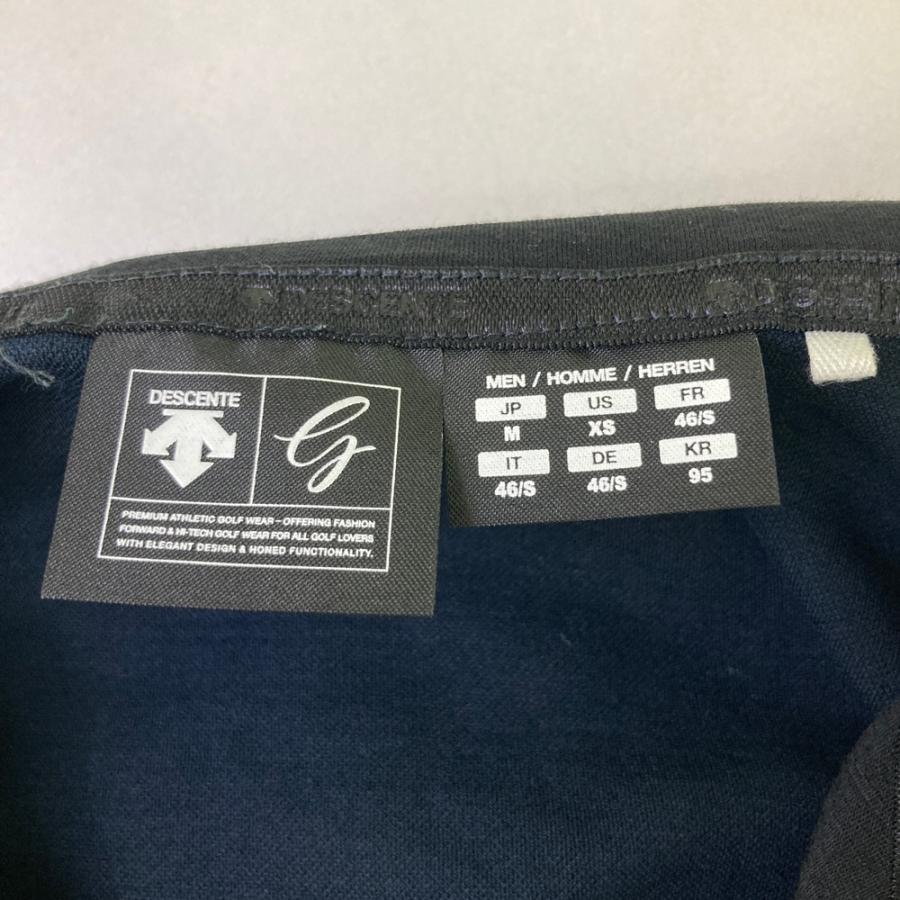 DESCENTE
DESCENTE
G
PREMIUM ATHLETIC GOLF WEAR – OFFERING FASHION
FORWARD & HI-TECH GOLF WEAR FOR ALL GOLF LOVERS
WITH ELEGANT DESIGN & HONED FUNCTIONALITY.
MEN / HOMME / HERREN
JP US FR
M XS 46/S
IT DE KR
46/S 46/S 95